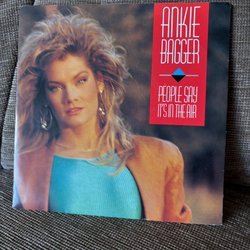 ANKIE
BAGGER
PEOPLE SAY
IT'S IN THE AIR